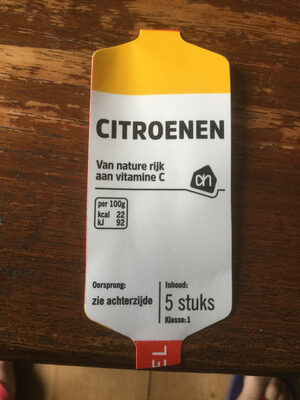 CITROENEN
Van nature rijk
aan vitamine C
ah
per 100g
kcal 22
kJ 92
Oorsprong:
zie achterzijde
Inhoud:
5 stuks
Klasse: 1
EL